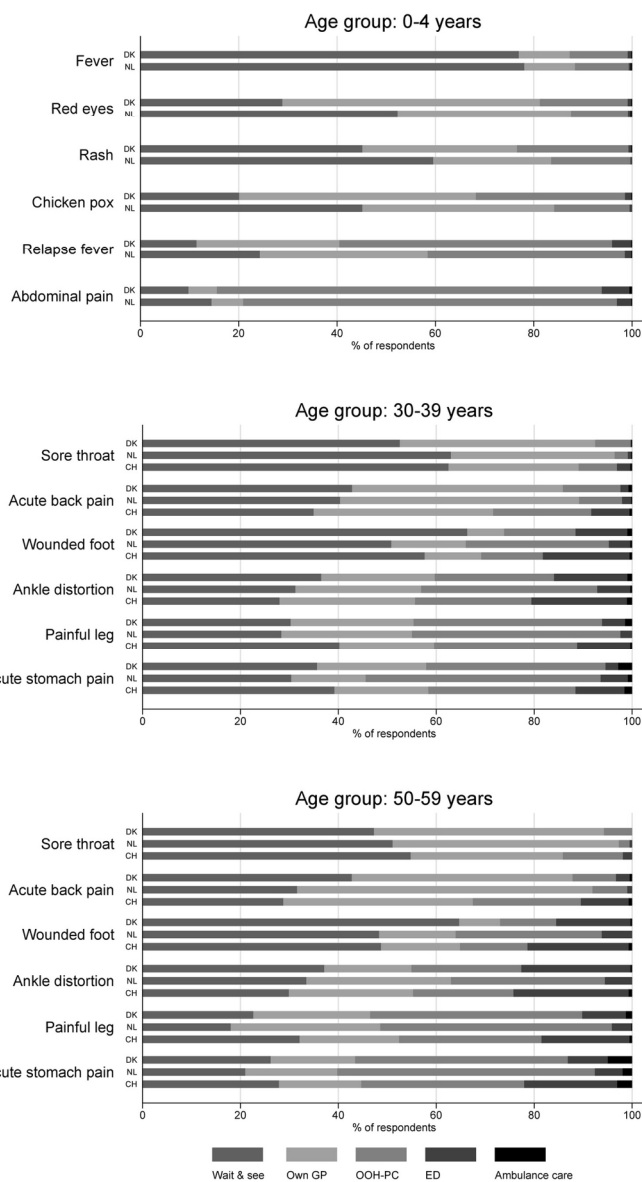 Age group: 0-4 years
Fever
DK
NL
Red eyes
DK
NL
Rash
DK
NL
Chicken pox
DK
NL
Relapse fever
DK
NL
Abdominal pain
DK
NL
0 20 40 60 80 100
% of respondents
Age group: 30-39 years
Sore throat
DK
NL
CH
Acute back pain
DK
NL
CH
Wounded foot
DK
NL
CH
Ankle distortion
DK
NL
CH
Painful leg
DK
NL
CH
cute stomach pain
DK
NL
CH
0 20 40 60 80 100
% of respondents
Age group: 50-59 years
Sore throat
DK
NL
CH
Acute back pain
DK
NL
CH
Wounded foot
DK
NL
CH
Ankle distortion
DK
NL
CH
Painful leg
DK
NL
CH
cute stomach pain
DK
NL
CH
0 20 40 60 80 100
% of respondents
Wait & see Own GP OOH-PC ED Ambulance care